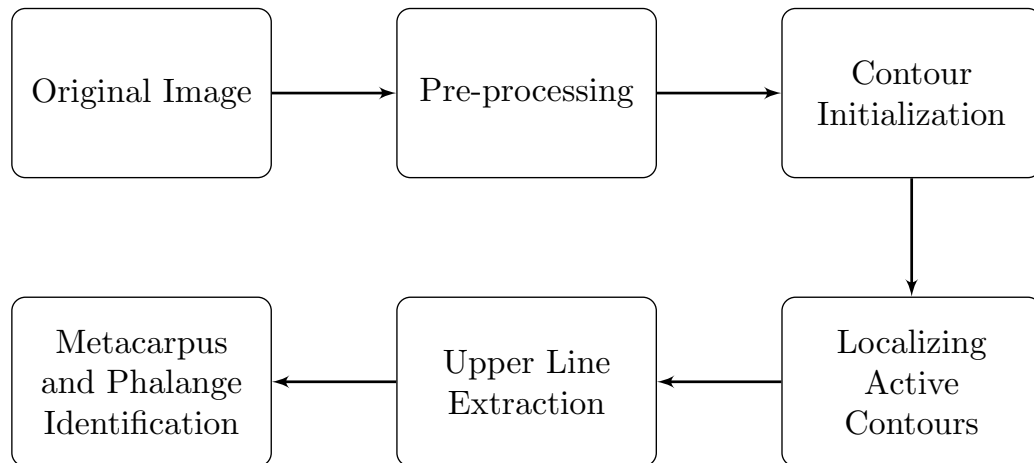 Original Image
Pre-processing
Contour
Initialization
Localizing
Active
Contours
Upper Line
Extraction
Metacarpus
and Phalange
Identification